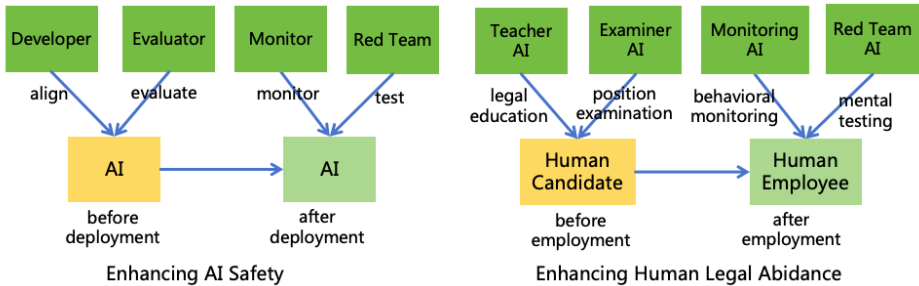 Developer
Evaluator
Monitor
Red Team
align
evaluate
monitor
test
AI
AI
before
deployment
after
deployment
Enhancing AI Safety
Teacher
AI
Examiner
AI
Monitoring
AI
Red Team
AI
legal
education
position
examination
behavioral
monitoring
mental
testing
Human
Candidate
Human
Employee
before
employment
after
employment
Enhancing Human Legal Abidance